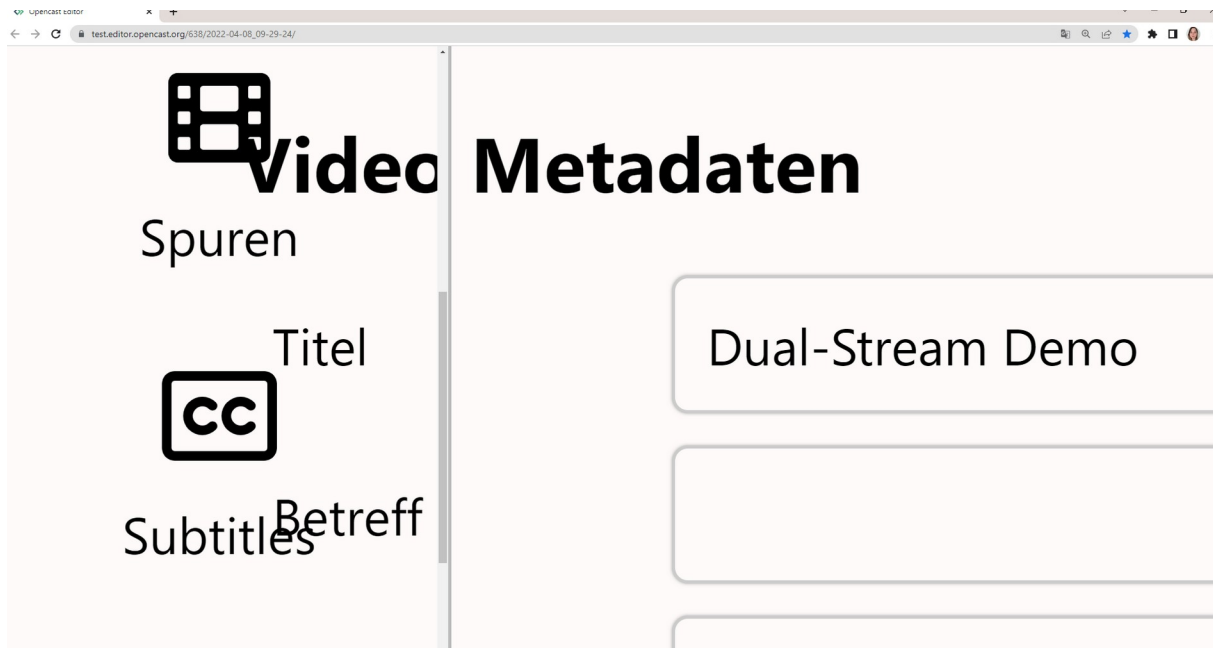 Opencast Editor
test.editor.opencast.org/638/2022-04-08_09-29-24/
Video Metadaten
Spuren
Titel
Dual-Stream Demo
CC
Betreff
Subtitles